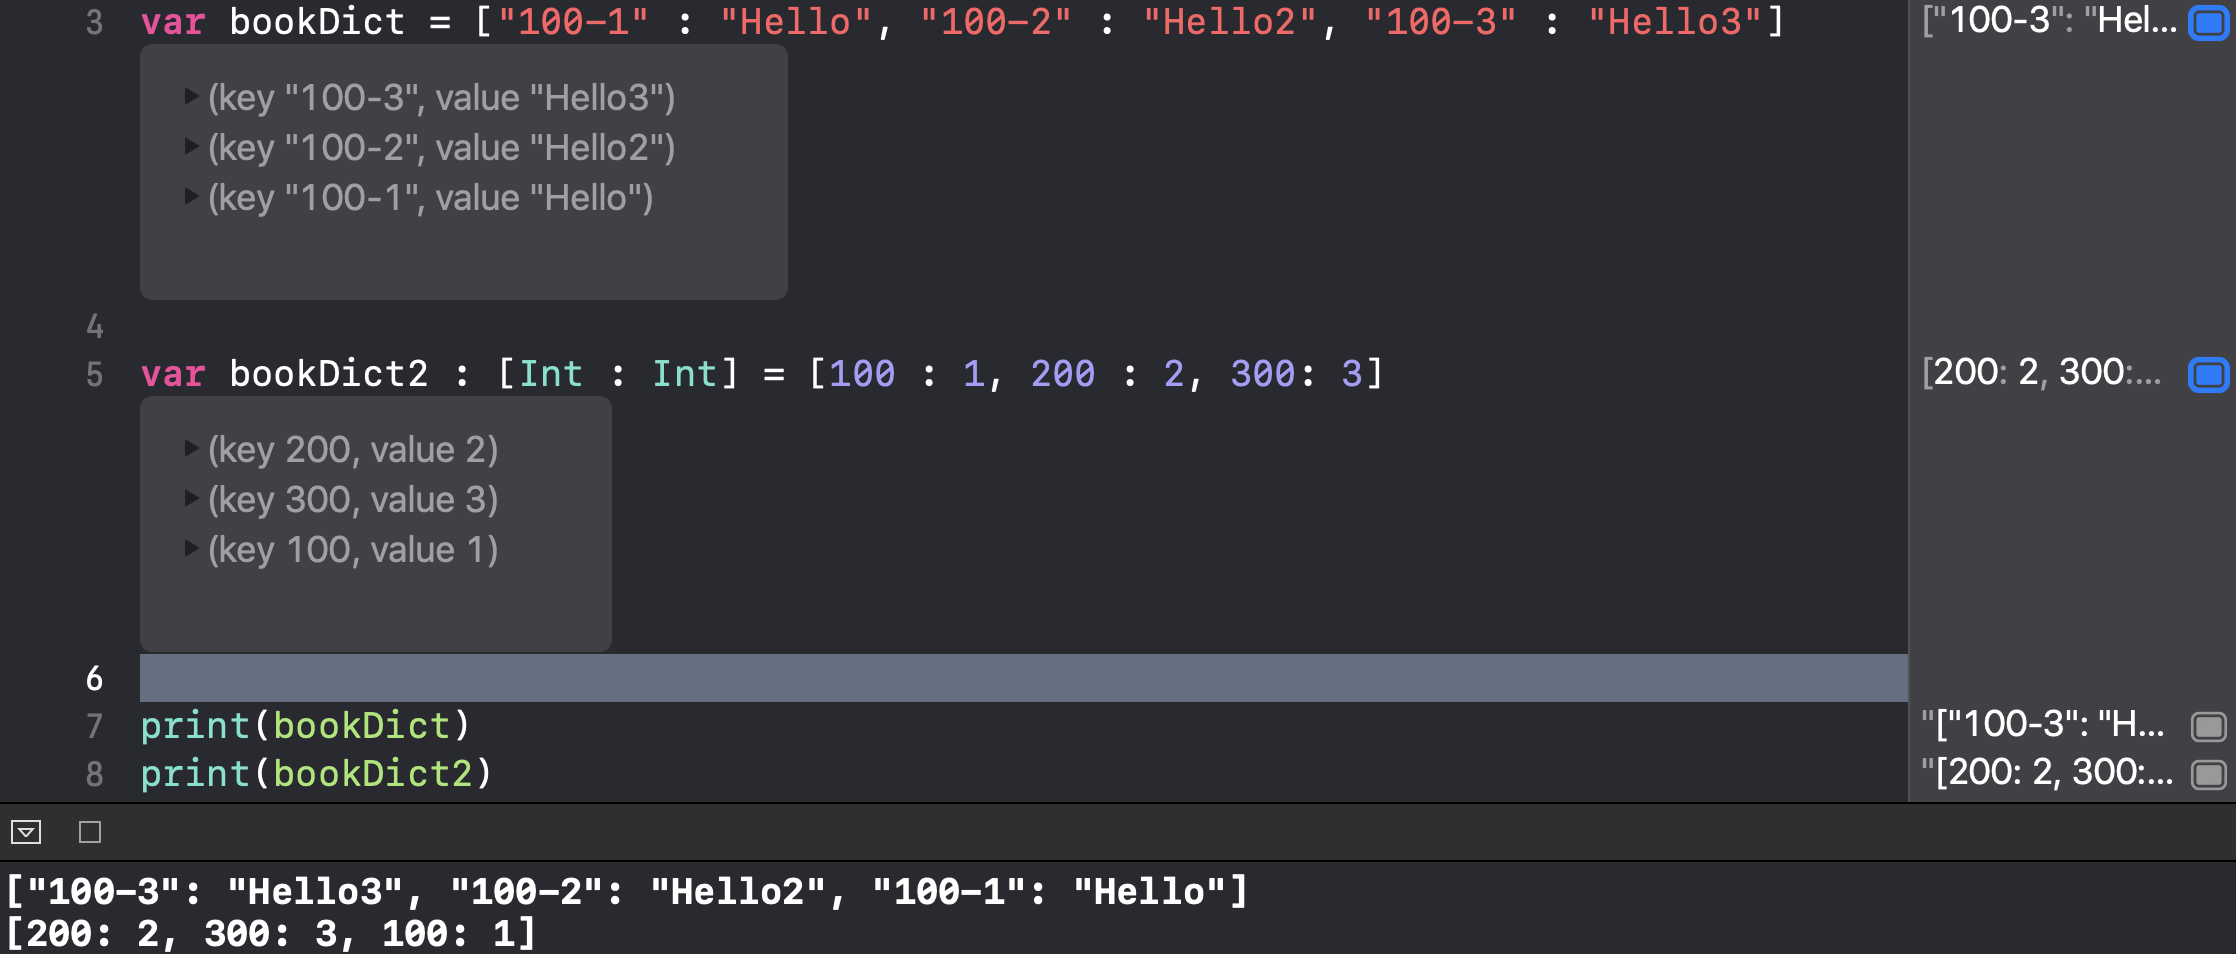 3 var bookDict = ["100-1" : "Hello", "100-2" : "Hello2", "100-3" : "Hello3"] ["100-3": "Hel...
(key "100-3", value "Hello3")
(key "100-2", value "Hello2")
(key "100-1", value "Hello")
4
5 var bookDict2 : [Int : Int] = [100 : 1, 200 : 2, 300: 3] [200: 2, 300:...
(key 200, value 2)
(key 300, value 3)
(key 100, value 1)
6
7 print(bookDict) "["100-3": "H...
8 print(bookDict2) "[200: 2, 300:...
["100-3": "Hello3", "100-2": "Hello2", "100-1": "Hello"]
[200: 2, 300: 3, 100: 1]